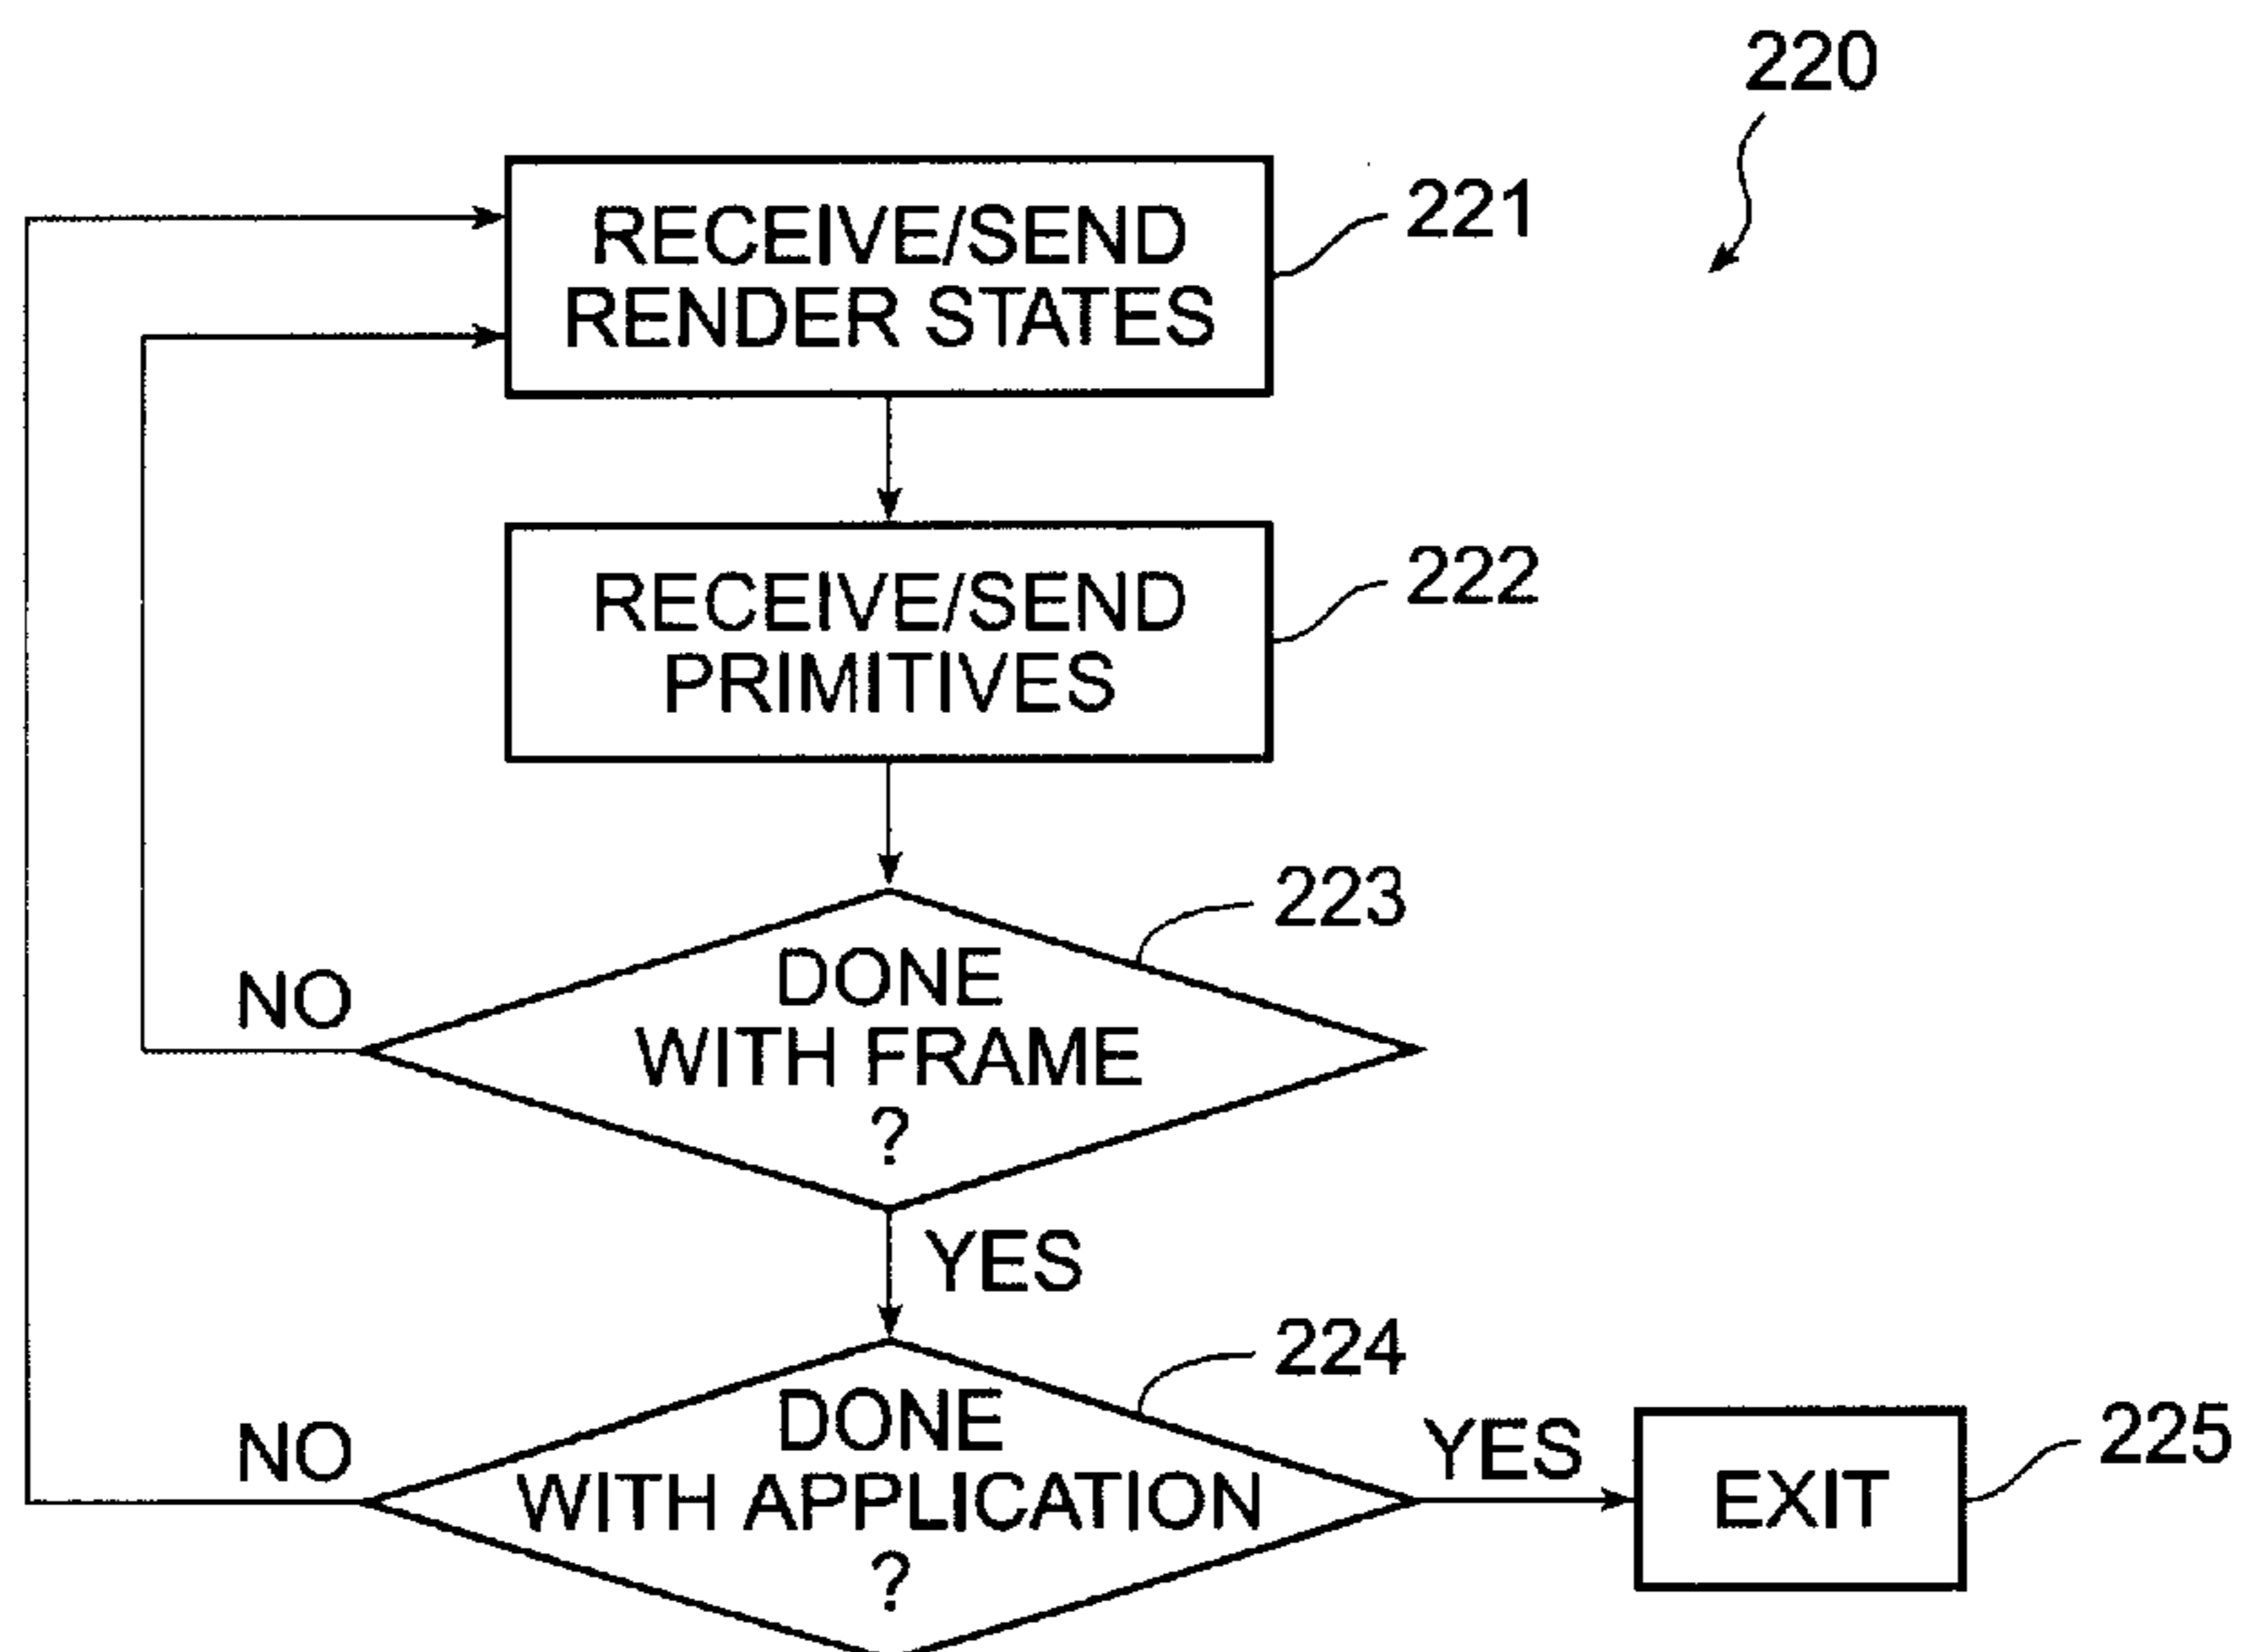 220
RECEIVE/SEND
RENDER STATES
221
RECEIVE/SEND
PRIMITIVES
222
223
DONE
WITH FRAME
?
NO
YES
224
DONE
WITH APPLICATION
?
NO
YES
EXIT
225